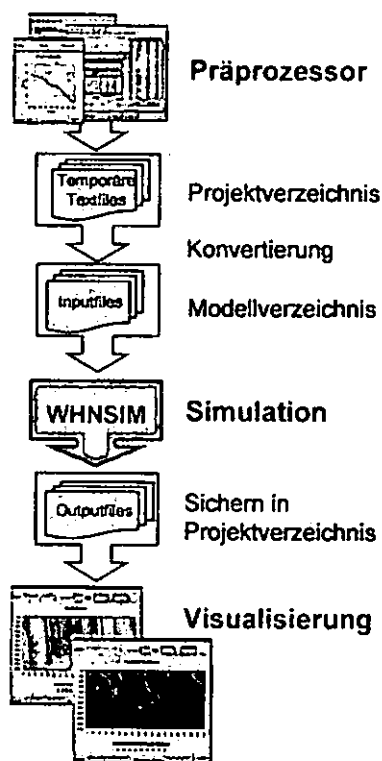 Präprozessor
Temporäre
Textfiles
Projektverzeichnis
Konvertierung
Inputfiles
Modellverzeichnis
WHNSIM
Simulation
Outputfiles
Sichern in
Projektverzeichnis
Visualisierung